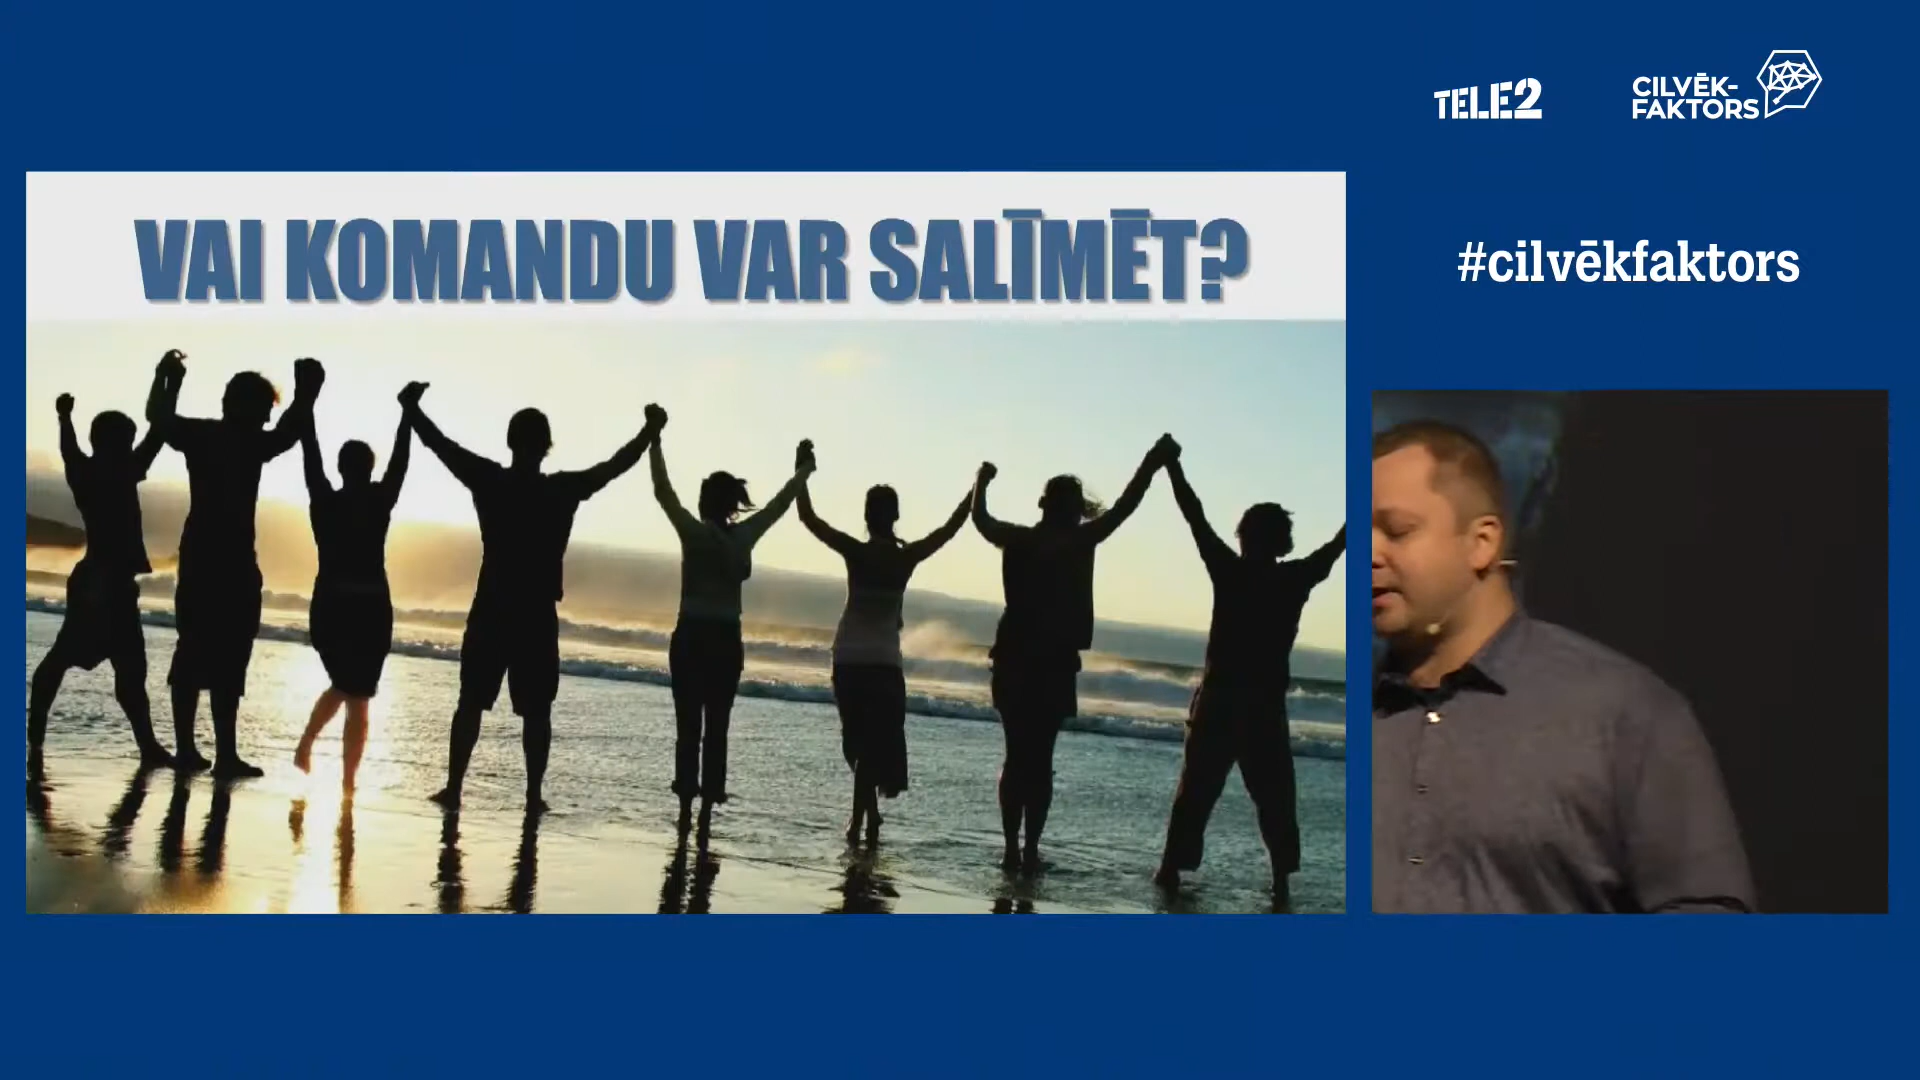 TELE2
CILVĒK-
FAKTORS
VAI KOMANDU VAR SALĪMĒT?
#cilvēkfaktors